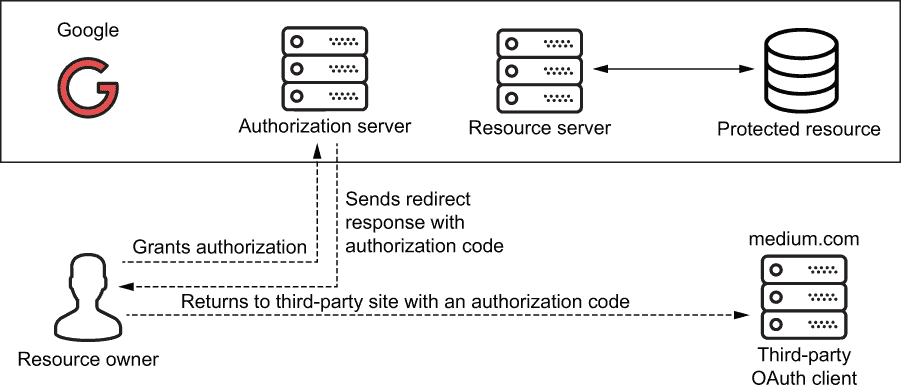 Google
Authorization server
Resource server
Protected resource
Sends redirect
response with
authorization code
Grants authorization
medium.com
Returns to third-party site with an authorization code
Resource owner
Third-party
OAuth client